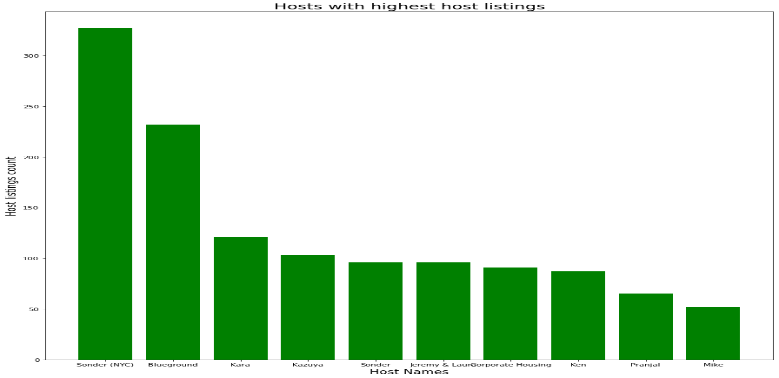 Hosts with highest host listings
Host listings count
300
250
200
150
100
50
0
Sonder (NYC) Blueground Kara Kazuya Sonder Jeremy & Corporate Housing Ken Pranjal Mike
Host Names